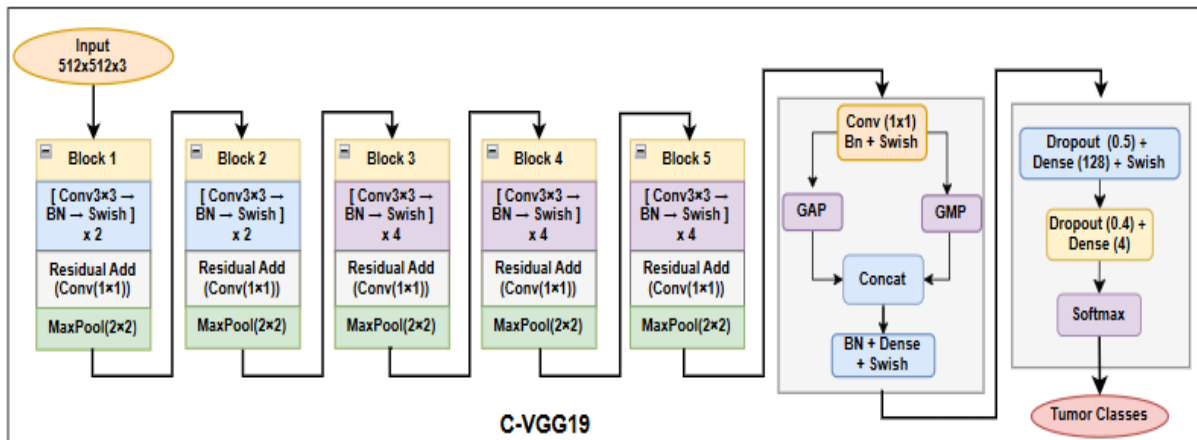 Input
512x512x3
Block 1
[ Conv3×3 →
BN → Swish ]
x 2
Residual Add
(Conv(1×1))
MaxPool(2×2)
Block 2
[ Conv3×3 →
BN → Swish ]
x 2
Residual Add
(Conv(1×1))
MaxPool(2×2)
Block 3
[ Conv3×3 →
BN → Swish ]
x 4
Residual Add
(Conv(1×1))
MaxPool(2×2)
Block 4
[ Conv3×3 →
BN → Swish ]
x 4
Residual Add
(Conv(1×1))
MaxPool(2×2)
Block 5
[ Conv3×3 →
BN → Swish ]
x 4
Residual Add
(Conv(1×1))
MaxPool(2×2)
Conv (1x1)
Bn + Swish
GAP
GMP
Concat
BN + Dense
+ Swish
Dropout (0.5) +
Dense (128) + Swish
Dropout (0.4) +
Dense (4)
Softmax
Tumor Classes
C-VGG19